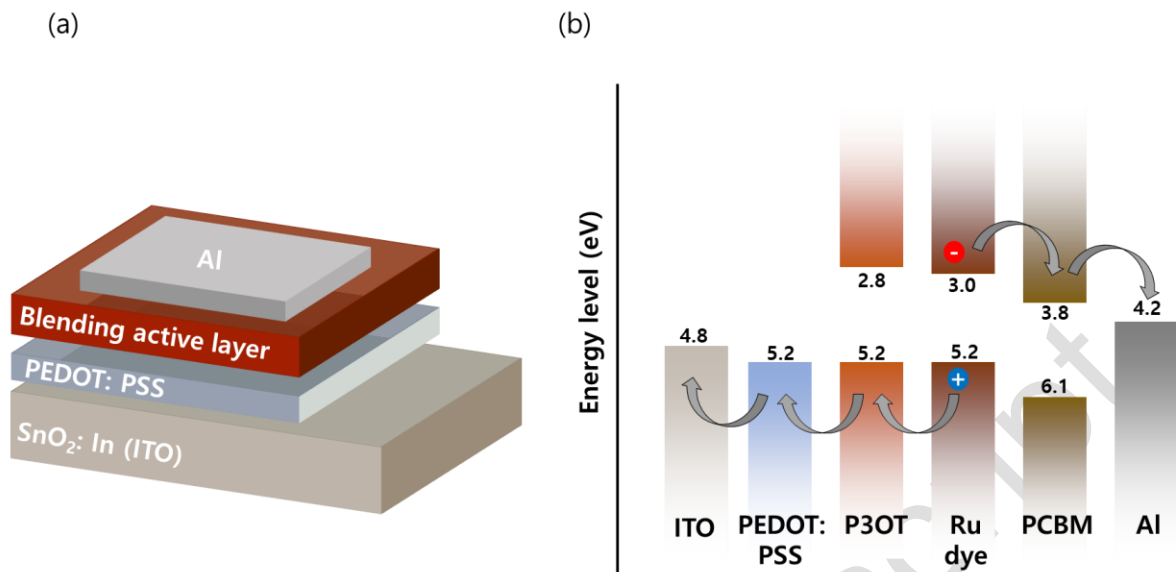 (a)
Al
Blending active layer
PEDOT: PSS
SnO₂: In (ITO)
(b)
Energy level (eV)
2.8
3.0
3.8
4.2
4.8
5.2
5.2
5.2
6.1
-
+
ITO
PEDOT:
PSS
P3OT
Ru
dye
PCBM
Al